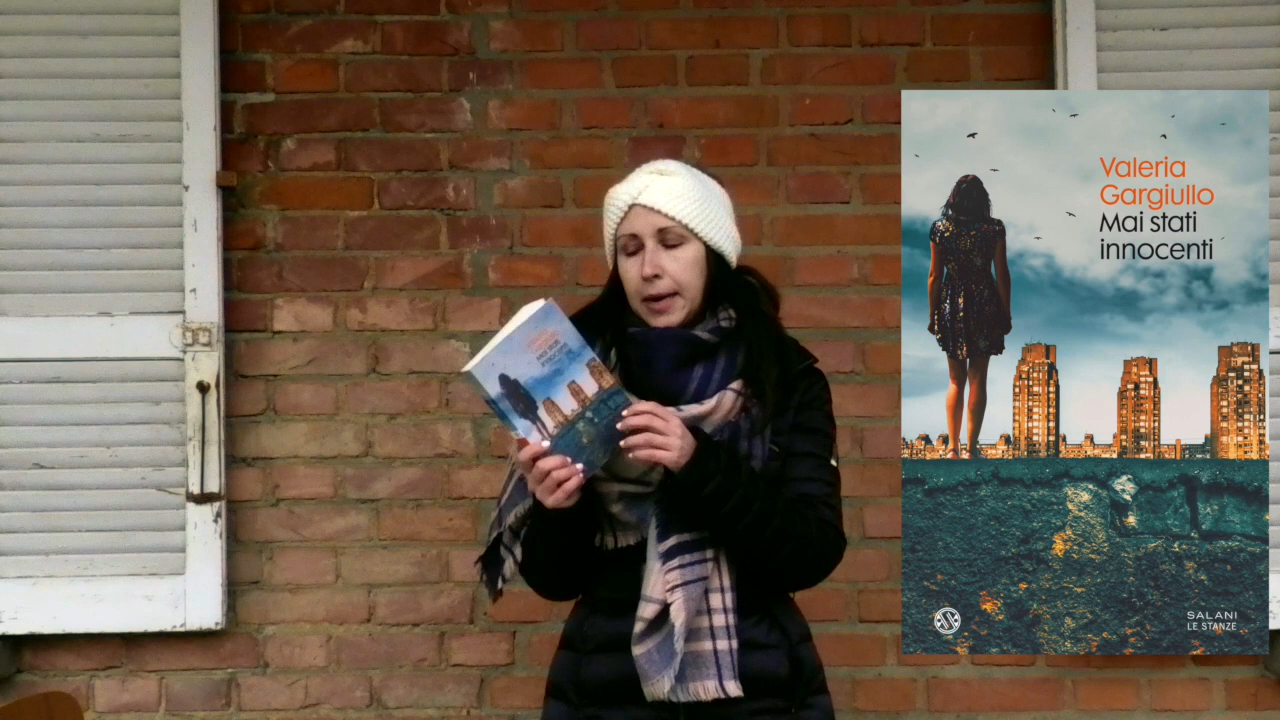 Valeria
Gargiullo
Mai stati
innocenti
SALANI
LE STANZE